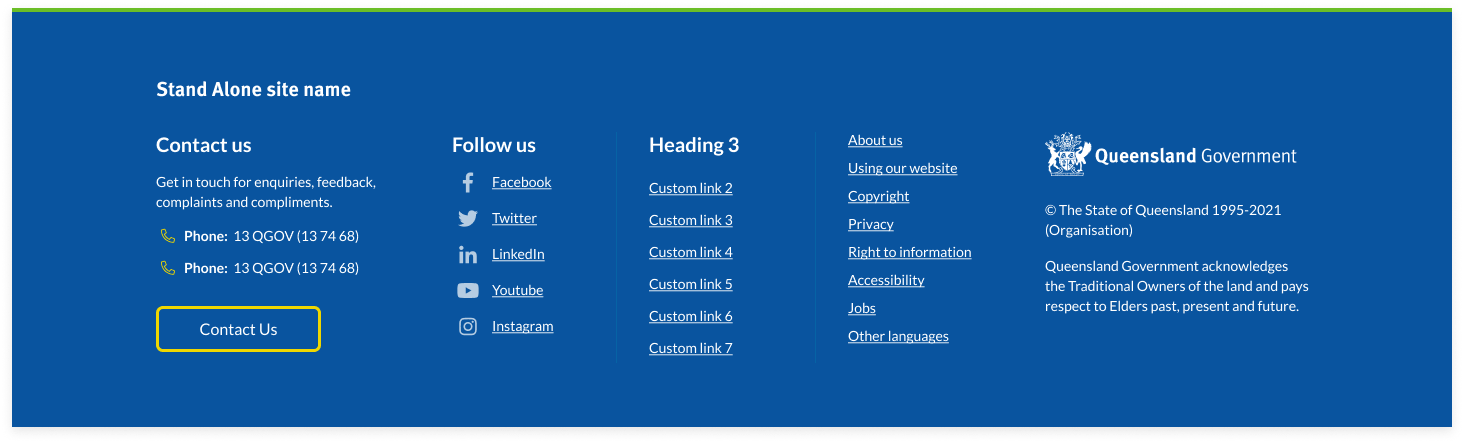 Stand Alone site name
Contact us
Get in touch for enquiries, feedback,
complaints and compliments.
Phone: 13 QGOV (13 74 68)
Phone: 13 QGOV (13 74 68)
Contact Us
Follow us
Facebook
Twitter
LinkedIn
Youtube
Instagram
Heading 3
Custom link 2
Custom link 3
Custom link 4
Custom link 5
Custom link 6
Custom link 7
About us
Using our website
Copyright
Privacy
Right to information
Accessibility
Jobs
Other languages
Queensland Government
© The State of Queensland 1995-2021
(Organisation)
Queensland Government acknowledges
the Traditional Owners of the land and pays
respect to Elders past, present and future.